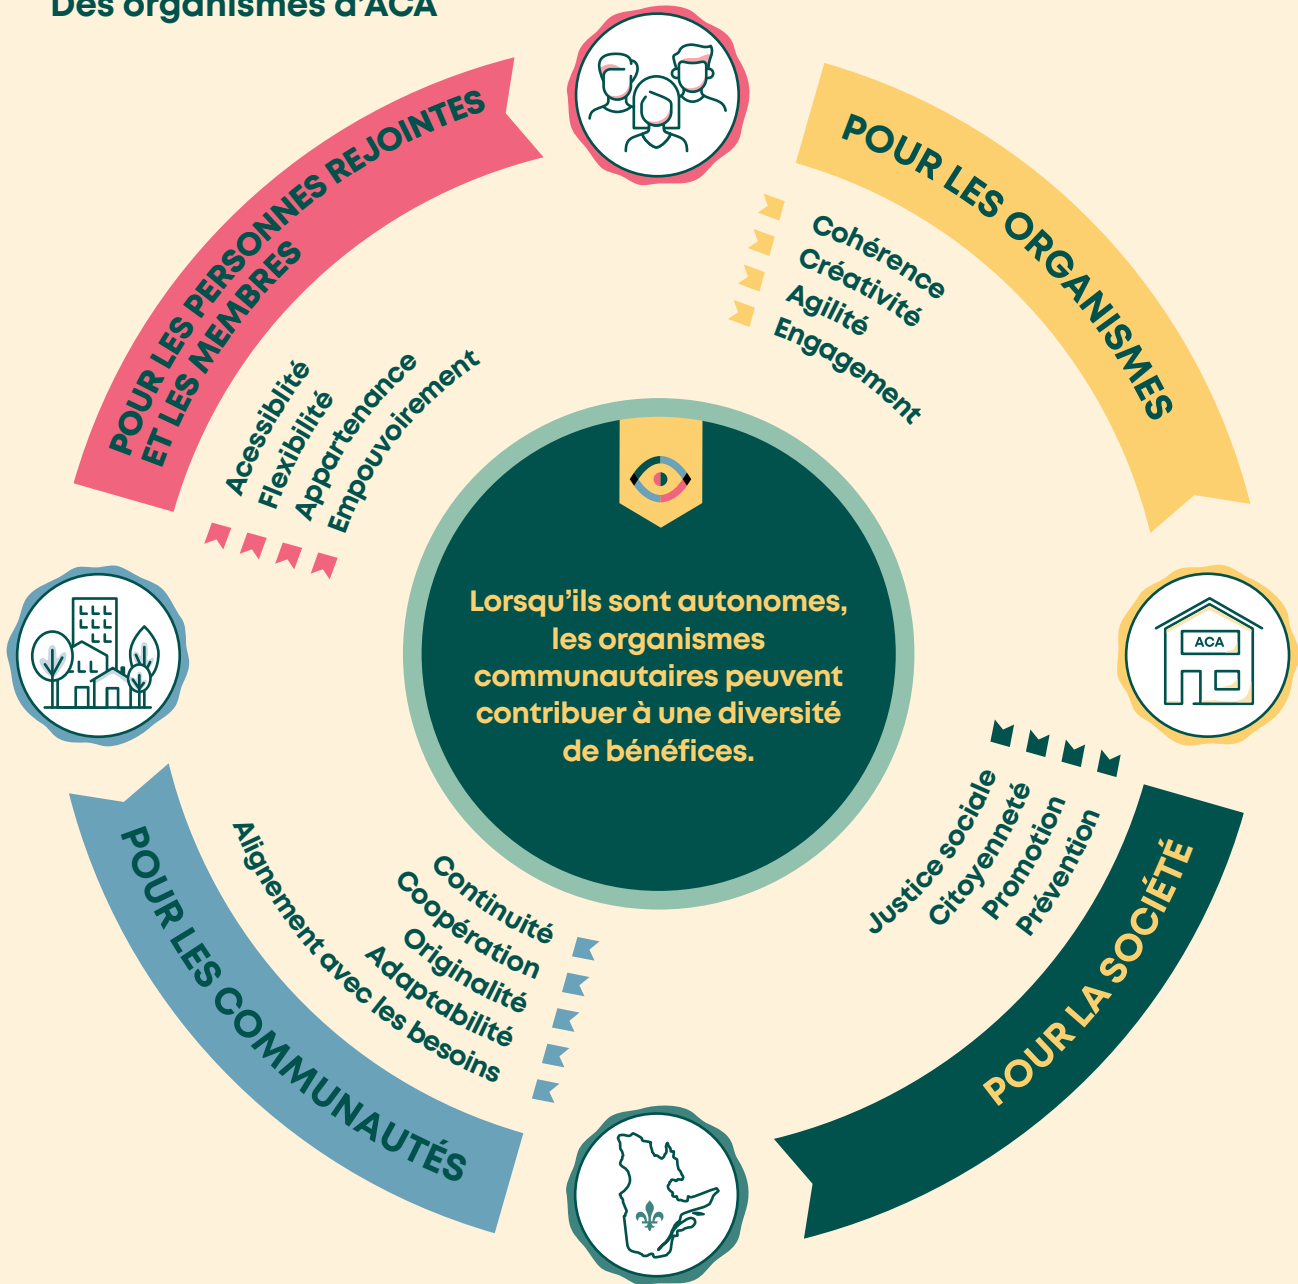 Des organismes d'ACA
POUR LES PERSONNES REJOINTES
ET LES MEMBRES
Acessiblité
Flexibilité
Appartenance
Empouvoirement
POUR LES ORGANISMES
Cohérence
Créativité
Agilité
Engagement
ACA
Lorsqu'ils sont autonomes,
les organismes
communautaires peuvent
contribuer à une diversité
de bénéfices.
Justice sociale
Citoyenneté
Promotion
Prévention
POUR LA SOCIÉTÉ
Continuité
Coopération
Originalité
Adaptabilité
Alignement avec les besoins
POUR LES COMMUNAUTÉS